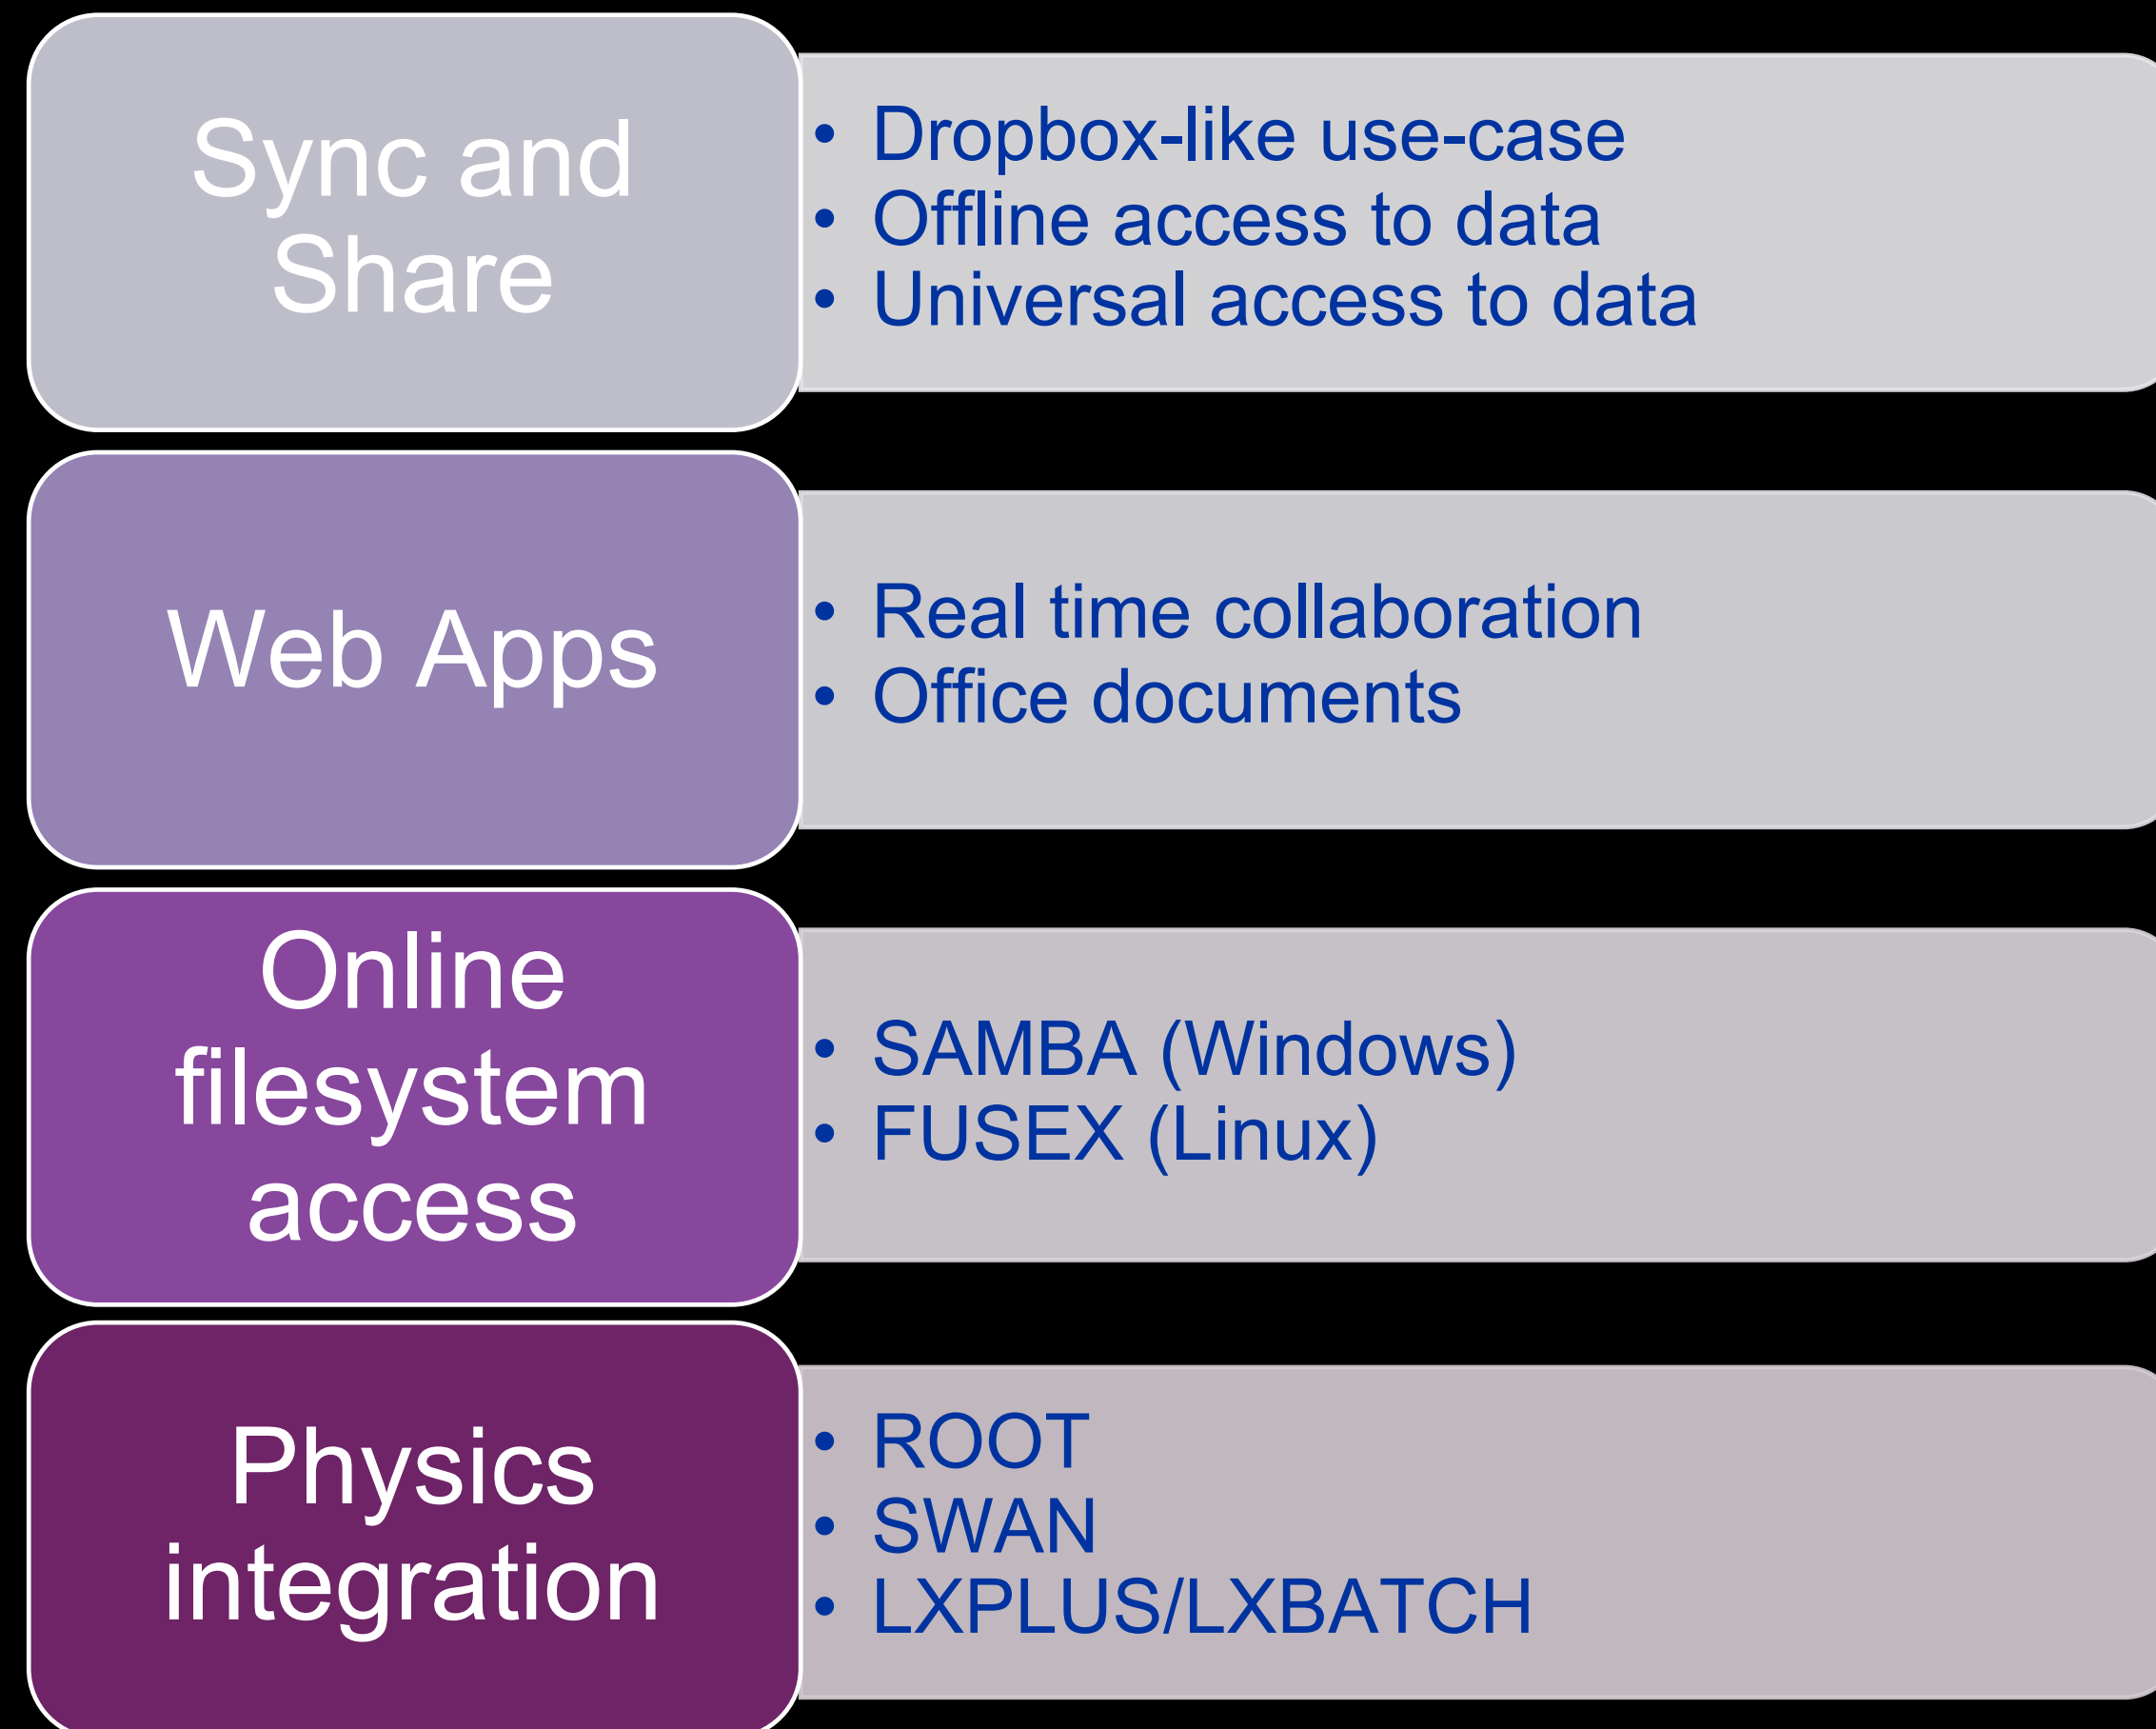 Sync and
Share
• Dropbox-like use-case
• Offline access to data
• Universal access to data
Web Apps
• Real time collaboration
• Office documents
Online
filesystem
access
• SAMBA (Windows)
• FUSEX (Linux)
Physics
integration
• ROOT
• SWAN
• LXPLUS/LXBATCH